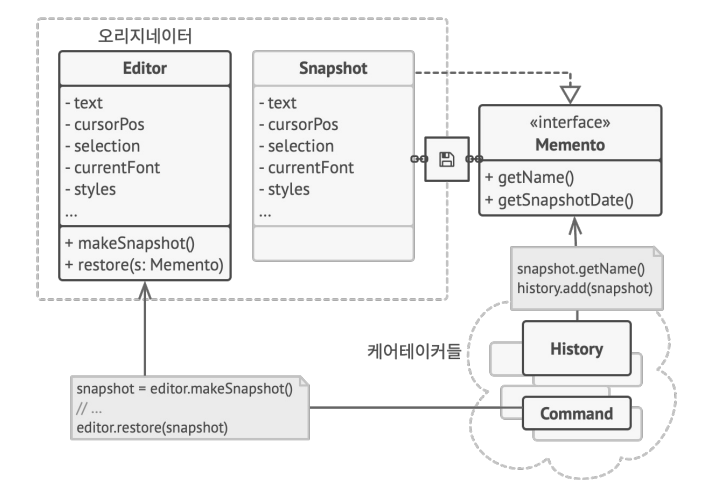 오리지네이터
Editor
- text
- cursorPos
- selection
- currentFont
- styles
...
+ makeSnapshot()
+ restore(s: Memento)
Snapshot
- text
- cursorPos
- selection
- currentFont
- styles
...
«interface»
Memento
+ getName()
+ getSnapshotDate()
snapshot.getName()
history.add(snapshot)
케어테이커들
History
Command
snapshot = editor.makeSnapshot()
// ...
editor.restore(snapshot)